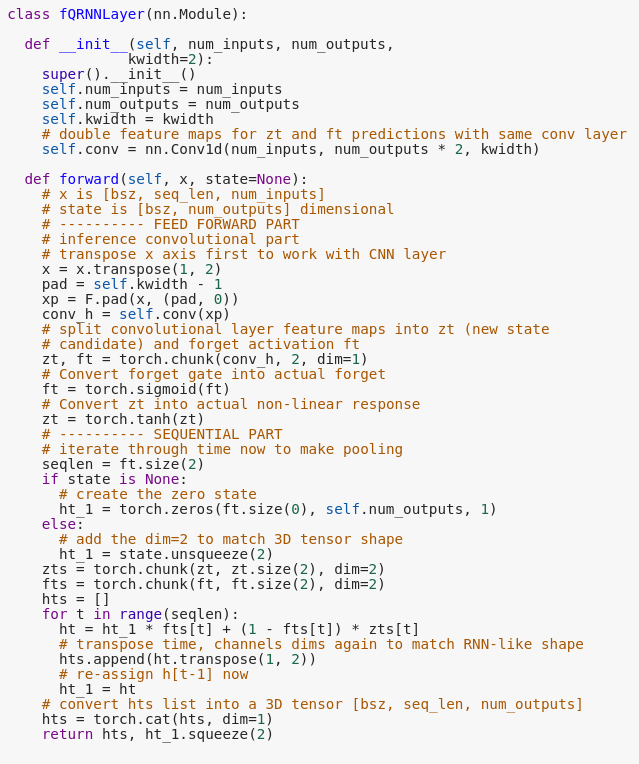 class fQRNNLayer(nn.Module):

  def __init__(self, num_inputs, num_outputs,
              kwidth=2):
    super().__init__()
    self.num_inputs = num_inputs
    self.num_outputs = num_outputs
    self.kwidth = kwidth
    # double feature maps for zt and ft predictions with same conv layer
    self.conv = nn.Conv1d(num_inputs, num_outputs * 2, kwidth)

  def forward(self, x, state=None):
    # x is [bsz, seq_len, num_inputs]
    # state is [bsz, num_outputs] dimensional
    # ---------- FEED FORWARD PART
    # inference convolutional part
    # transpose x axis first to work with CNN layer
    x = x.transpose(1, 2)
    pad = self.kwidth - 1
    xp = F.pad(x, (pad, 0))
    conv_h = self.conv(xp)
    # split convolutional layer feature maps into zt (new state
    # candidate) and forget activation ft
    zt, ft = torch.chunk(conv_h, 2, dim=1)
    # Convert forget gate into actual forget
    ft = torch.sigmoid(ft)
    # Convert zt into actual non-linear response
    zt = torch.tanh(zt)
    # ---------- SEQUENTIAL PART
    # iterate through time now to make pooling
    seqlen = ft.size(2)
    if state is None:
      # create the zero state
      ht_1 = torch.zeros(ft.size(0), self.num_outputs, 1)
    else:
      # add the dim=2 to match 3D tensor shape
      ht_1 = state.unsqueeze(2)
    zts = torch.chunk(zt, zt.size(2), dim=2)
    fts = torch.chunk(ft, ft.size(2), dim=2)
    hts = []
    for t in range(seqlen):
      ht = ht_1 * fts[t] + (1 - fts[t]) * zts[t]
      # transpose time, channels dims again to match RNN-like shape
      hts.append(ht.transpose(1, 2))
      # re-assign h[t-1] now
      ht_1 = ht
    # convert hts list into a 3D tensor [bsz, seq_len, num_outputs]
    hts = torch.cat(hts, dim=1)
    return hts, ht_1.squeeze(2)